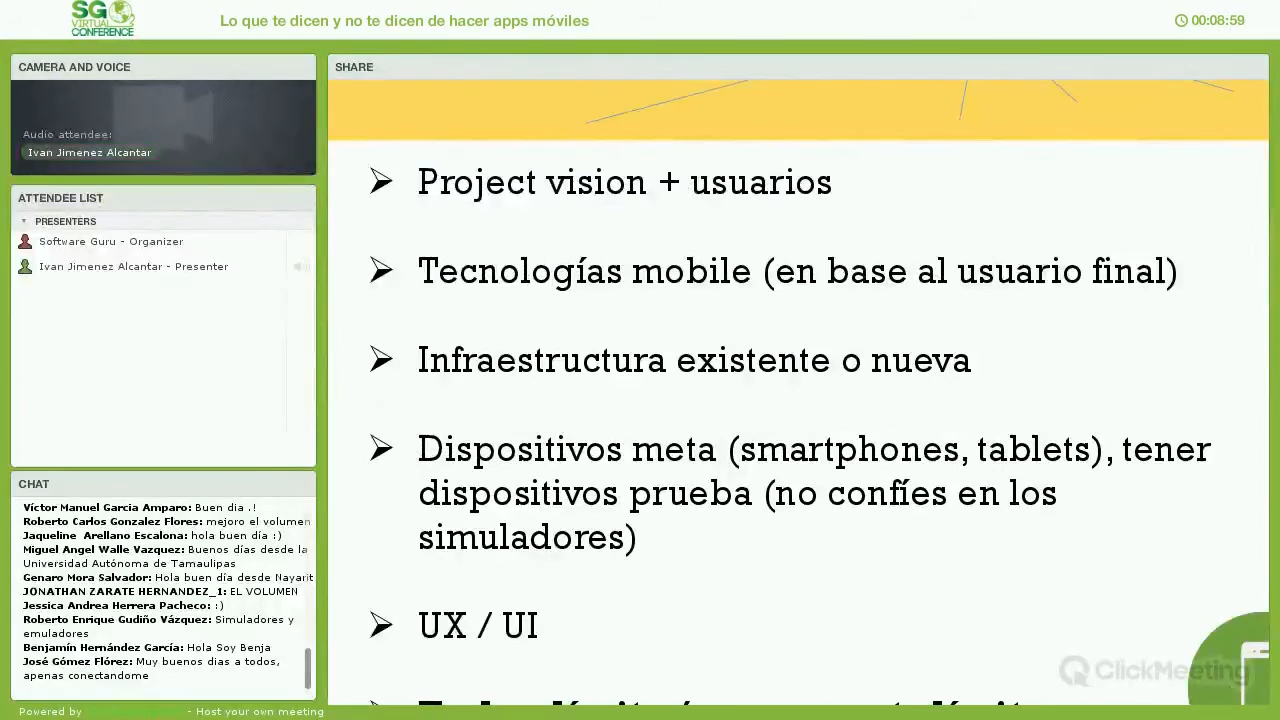 SG
VIRTUAL
CONFERENCE
Lo que te dicen y no te dicen de hacer apps móviles
00:08:59
CAMERA AND VOICE
Audio attendee:
Ivan Jimenez Alcantar
ATTENDEE LIST
PRESENTERS
Software Guru - Organizer
Ivan Jimenez Alcantar - Presenter
CHAT
Víctor Manuel Garcia Amparo: Buen dia .!
Roberto Carlos Gonzalez Flores: mejoro el volumen
Jaqueline Arellano Escalona: hola buen día :)
Miguel Angel Walle Vazquez: Buenos días desde la
Universidad Autónoma de Tamaulipas
Genaro Mora Salvador: Hola buen día desde Nayarit
JONATHAN ZARATE HERNANDEZ_1: EL VOLUMEN
Jessica Andrea Herrera Pacheco: :)
Roberto Enrique Gudiño Vázquez: Simuladores y
emuladores
Benjamín Hernández García: Hola Soy Benja
José Gómez Flórez: Muy buenos dias a todos,
apenas conectandome
Powered by - Host your own meeting
SHARE
Project vision + usuarios
Tecnologías mobile (en base al usuario final)
Infraestructura existente o nueva
Dispositivos meta (smartphones, tablets), tener
dispositivos prueba (no confíes en los
simuladores)
UX / UI
ClickMeeting